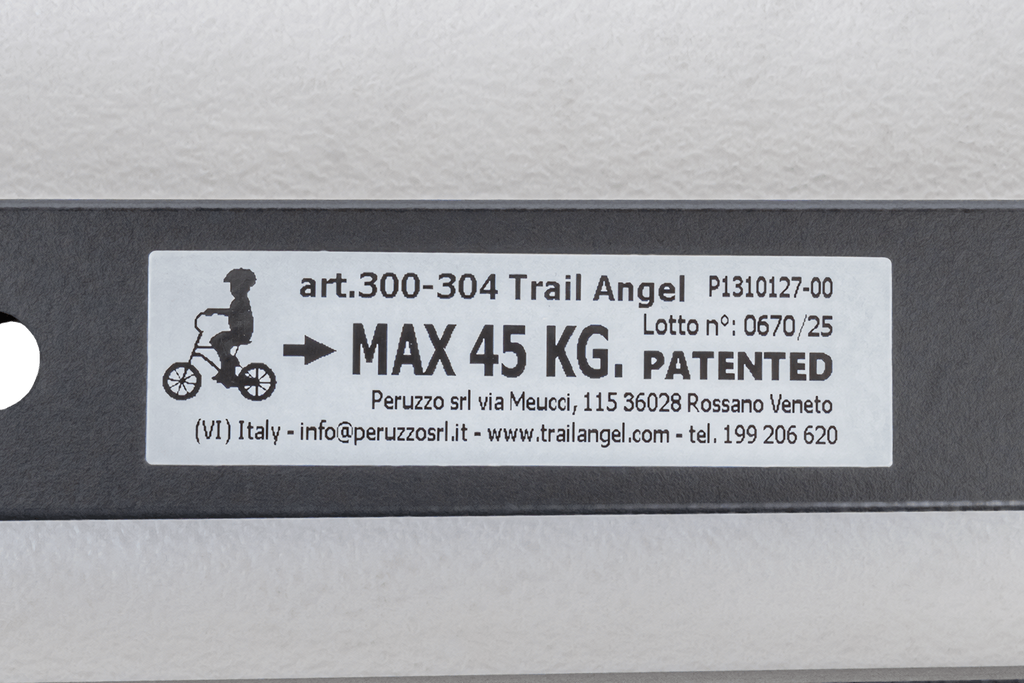 art.300-304 Trail Angel P1310127-00
Lotto n°: 0670/25
MAX 45 KG. PATENTED
Peruzzo srl via Meucci, 115 36028 Rossano Veneto
(VI) Italy - info@peruzzosrl.it - www.trailangel.com - tel. 199 206 620